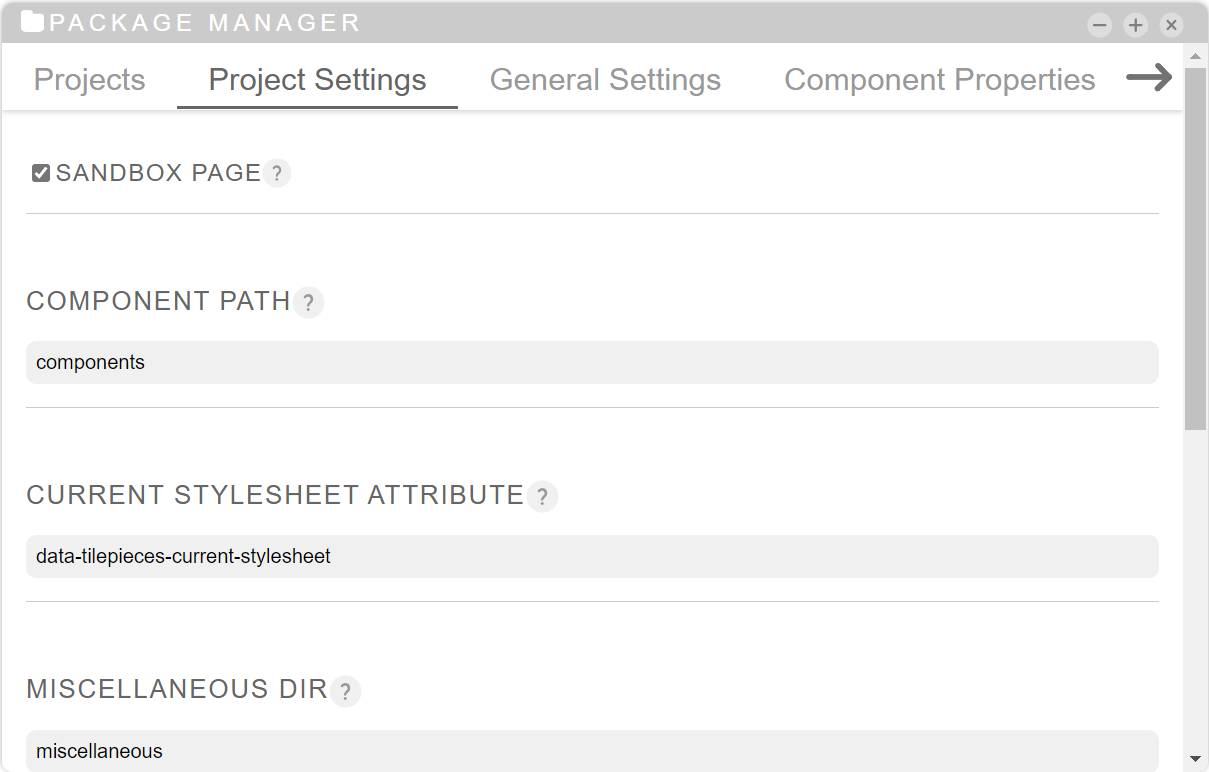 PACKAGE MANAGER
Projects Project Settings General Settings Component Properties
SANDBOX PAGE ?
COMPONENT PATH ?
components
CURRENT STYLESHEET ATTRIBUTE ?
data-tilepieces-current-stylesheet
MISCELLANEOUS DIR ?
miscellaneous